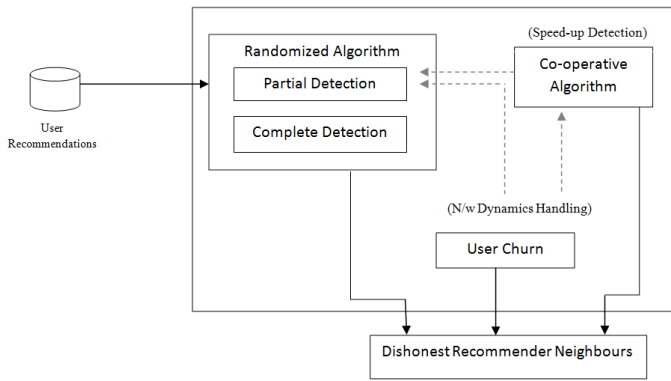 (Speed-up Detection)
Randomized Algorithm
Co-operative
Algorithm
Partial Detection
Complete Detection
User
Recommendations
(N/w Dynamics Handling)
User Churn
Dishonest Recommender Neighbours